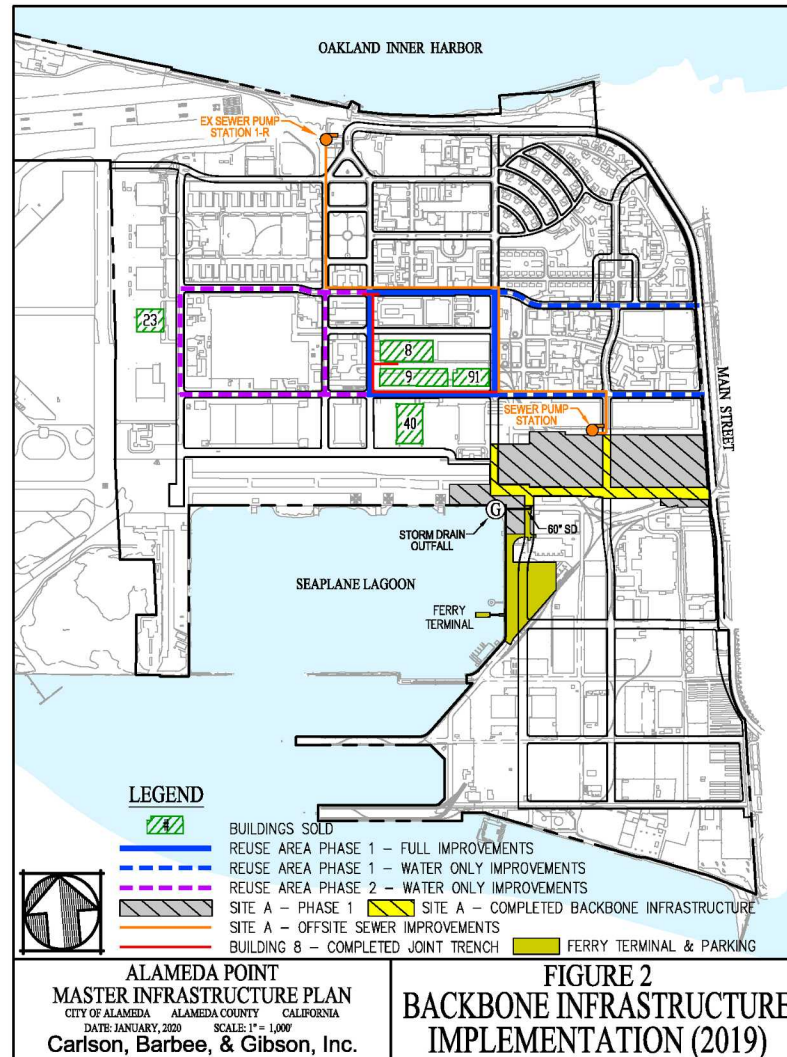 OAKLAND INNER HARBOR
EX SEWER PUMP
STATION 1-R
23
8
9
91
40
MAIN STREET
SEWER PUMP
STATION
G
STORM DRAIN
OUTFALL
60" SD
SEAPLANE LAGOON
FERRY
TERMINAL
LEGEND
# BUILDINGS SOLD
REUSE AREA PHASE 1 – FULL IMPROVEMENTS
REUSE AREA PHASE 1 – WATER ONLY IMPROVEMENTS
REUSE AREA PHASE 2 – WATER ONLY IMPROVEMENTS
SITE A – PHASE 1 SITE A – COMPLETED BACKBONE INFRASTRUCTURE
SITE A – OFFSITE SEWER IMPROVEMENTS
BUILDING 8 – COMPLETED JOINT TRENCH FERRY TERMINAL & PARKING
ALAMEDA POINT
MASTER INFRASTRUCTURE PLAN
CITY OF ALAMEDA ALAMEDA COUNTY CALIFORNIA
DATE: JANUARY, 2020 SCALE: 1" = 1,000'
Carlson, Barbee, & Gibson, Inc.
FIGURE 2
BACKBONE INFRASTRUCTURE
IMPLEMENTATION (2019)